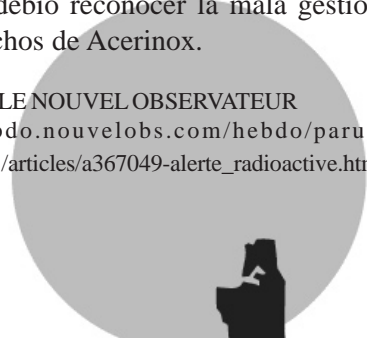 debió reconocer la mala gestió
chos de Acerinox.
LE NOUVEL OBSERVATEUR
do.nouvelobs.com/hebdo/paru
/articles/a367049-alerte_radioactive.htm